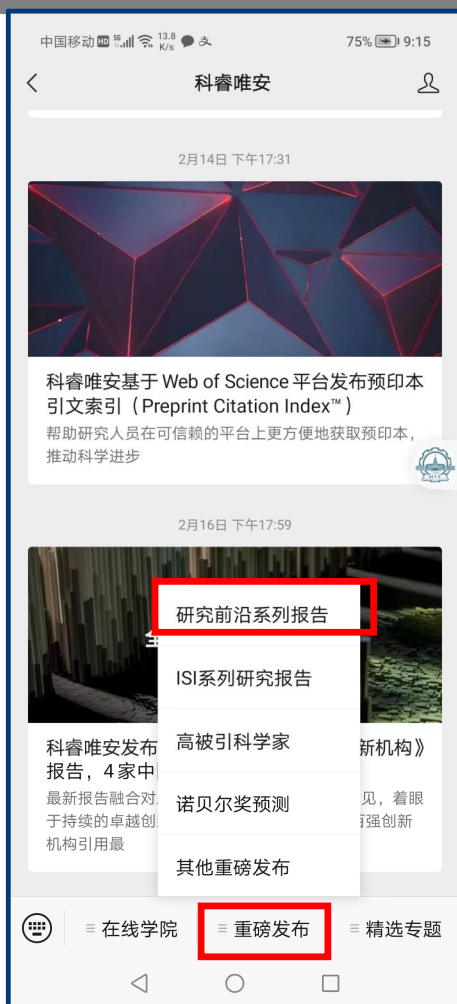 中国移动 HD 5G 13.8 K/s 75% 9:15
科睿唯安
2月14日 下午17:31
科睿唯安基于 Web of Science 平台发布预印本
引文索引（Preprint Citation Index™）
帮助研究人员在可信赖的平台上更方便地获取预印本，
推动科学进步
HIT
2月16日 下午17:59
全
研究前沿系列报告
ISI系列研究报告
高被引科学家
诺贝尔奖预测
其他重磅发布
科睿唯安发布 新机构》
报告，4家中
最新报告融合对 见，着眼
于持续的卓越创 百强创新
机构引用最
≡ 在线学院 ≡ 重磅发布 ≡ 精选专题